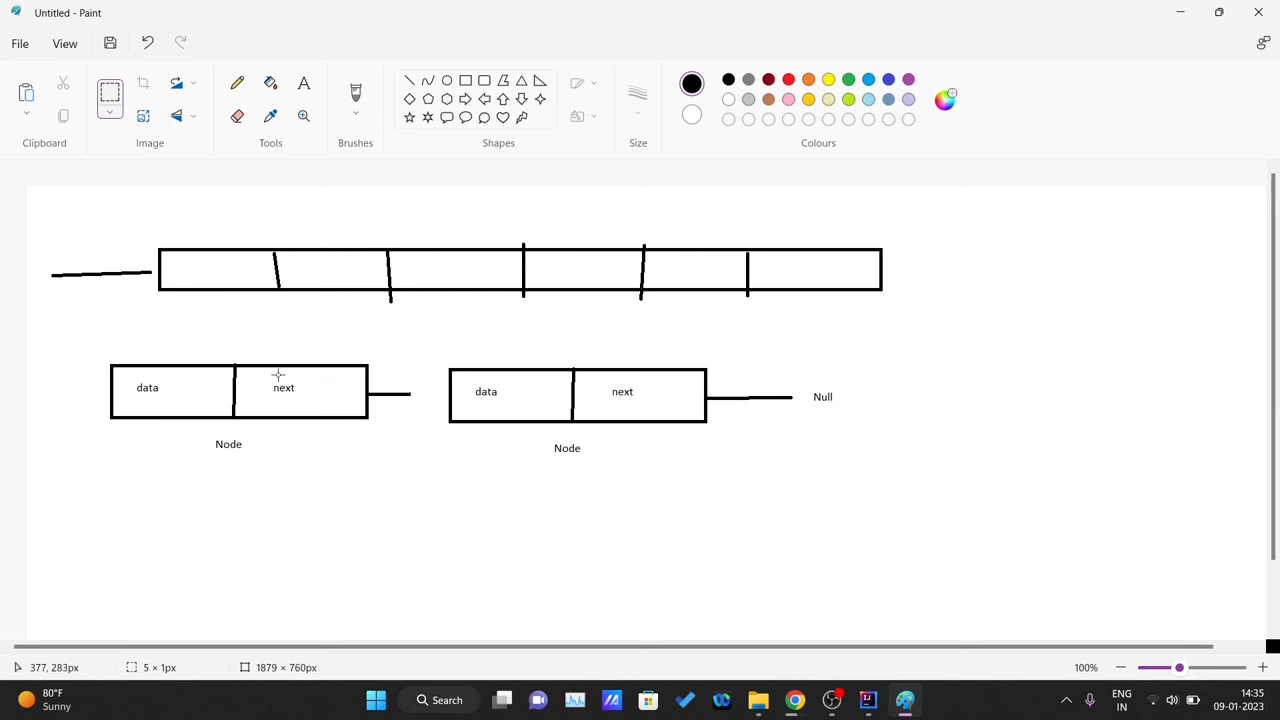 Untitled - Paint
File View
Clipboard Image Tools Brushes Shapes Size Colours
data next data next Null
Node Node
377, 283px 5 × 1px 1879 × 760px 100%
80°F
Sunny
Search
ENG
IN
14:35
09-01-2023